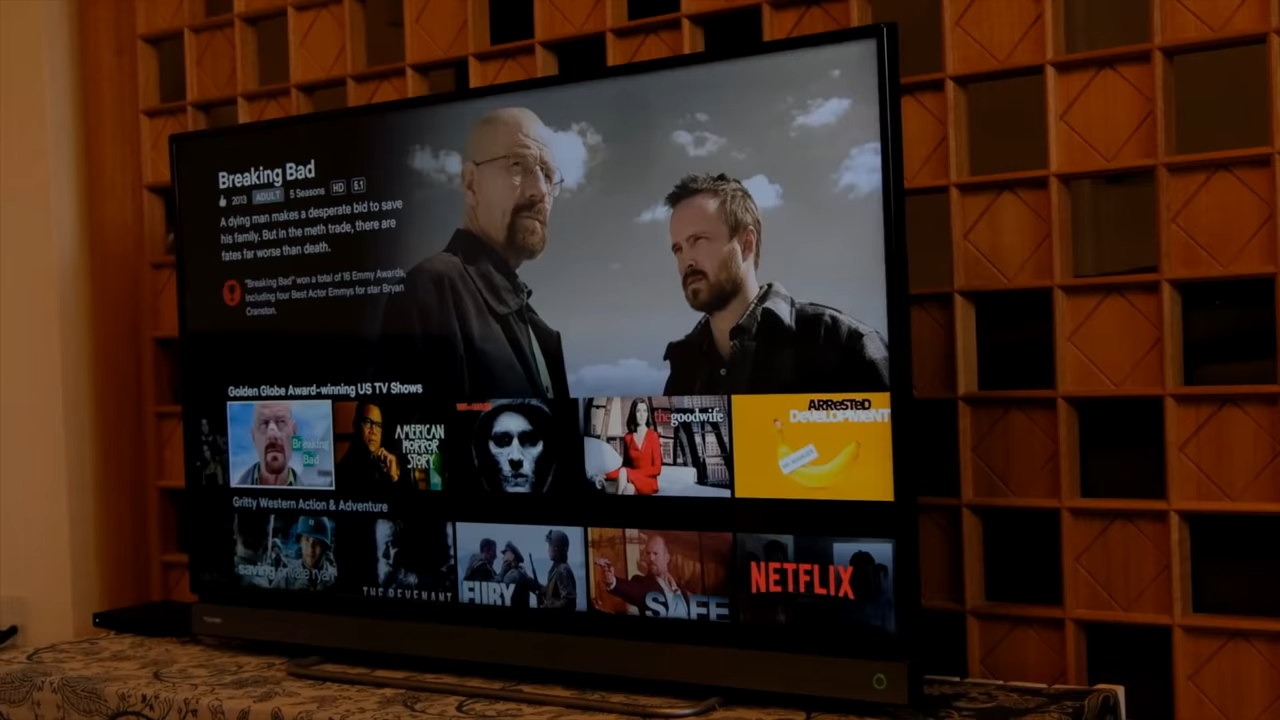 Breaking Bad
2013 ADULT 5 Seasons HD 5.1
A dying man makes a desperate bid to save
his family. But in the meth trade, there are
fates far worse than death.
"Breaking Bad" won a total of 16 Emmy Awards,
including four Best Actor Emmys for star Bryan
Cranston.
Golden Globe Award-winning US TV Shows
Breaking
Bad
AMERICAN
HORROR
STORY
thegoodwife
ARRESTED
DEVELOPMENT
Gritty Western Action & Adventure
saving private ryan
THE REVENANT
FURY
SAFE
NETFLIX
TOSHIBA